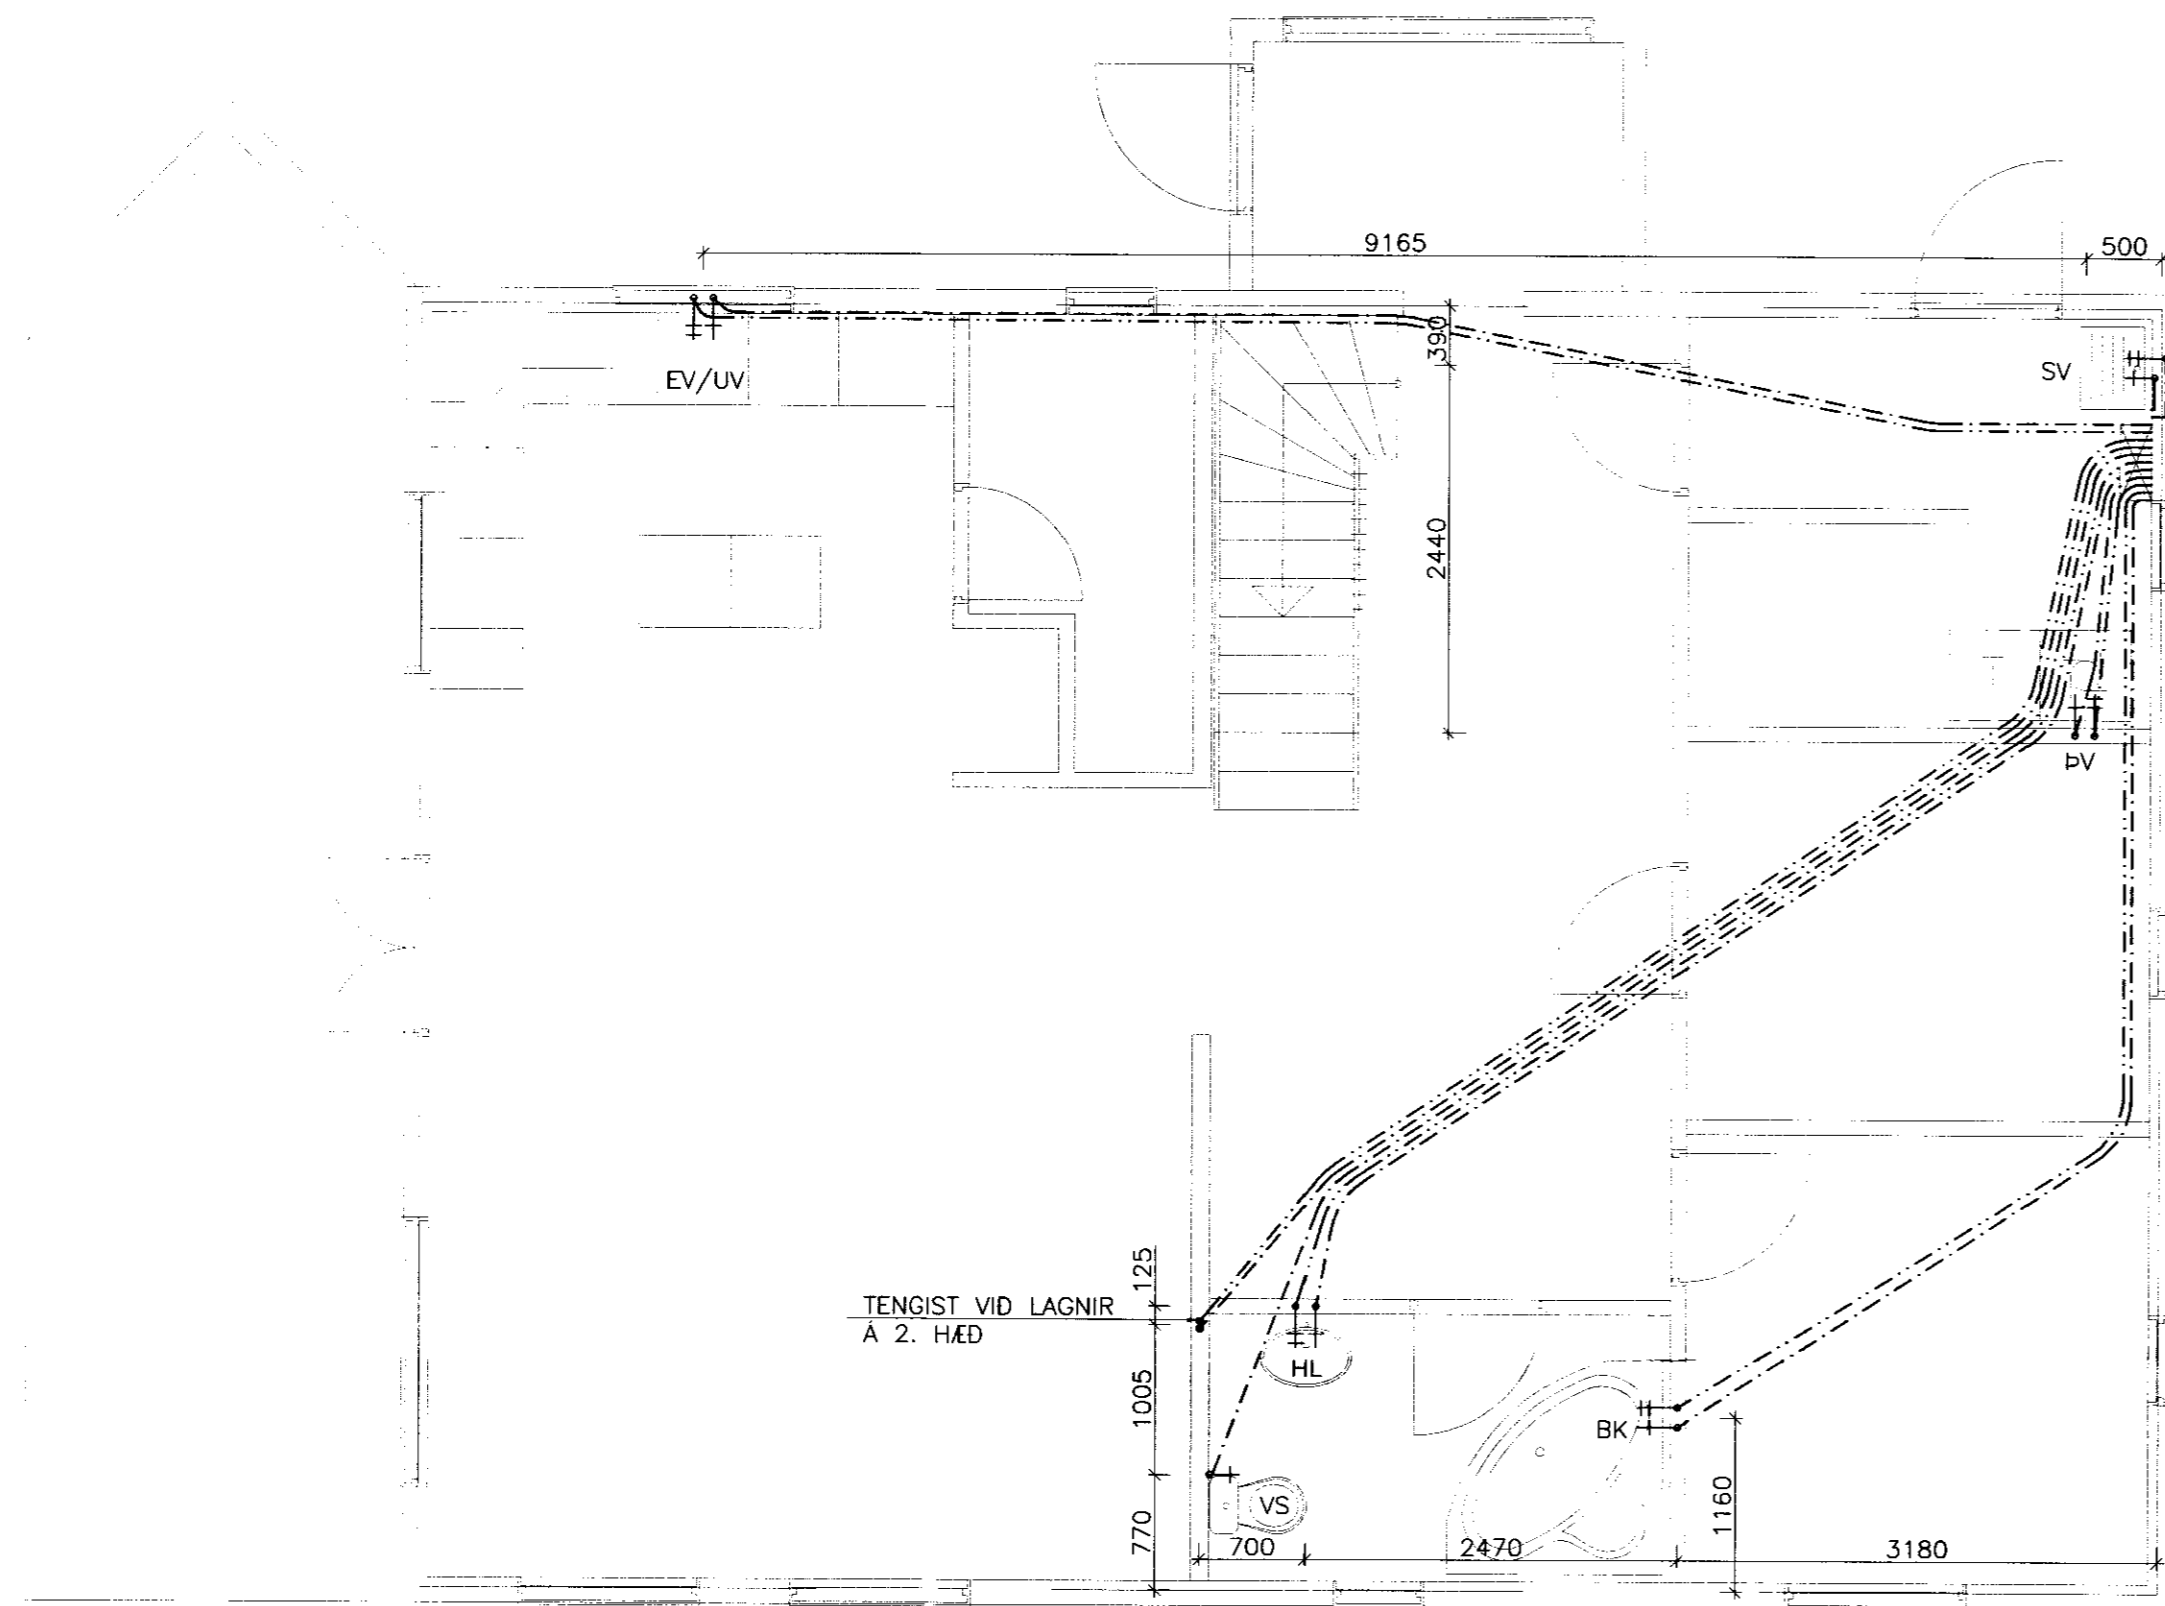 9165
500
390
EV/UV
SV
2440
ÞV
125
TENGIST VIÐ LAGNIR
Á 2. HÆÐ
HL
1005
BK
VS
1160
770
700
2470
3180